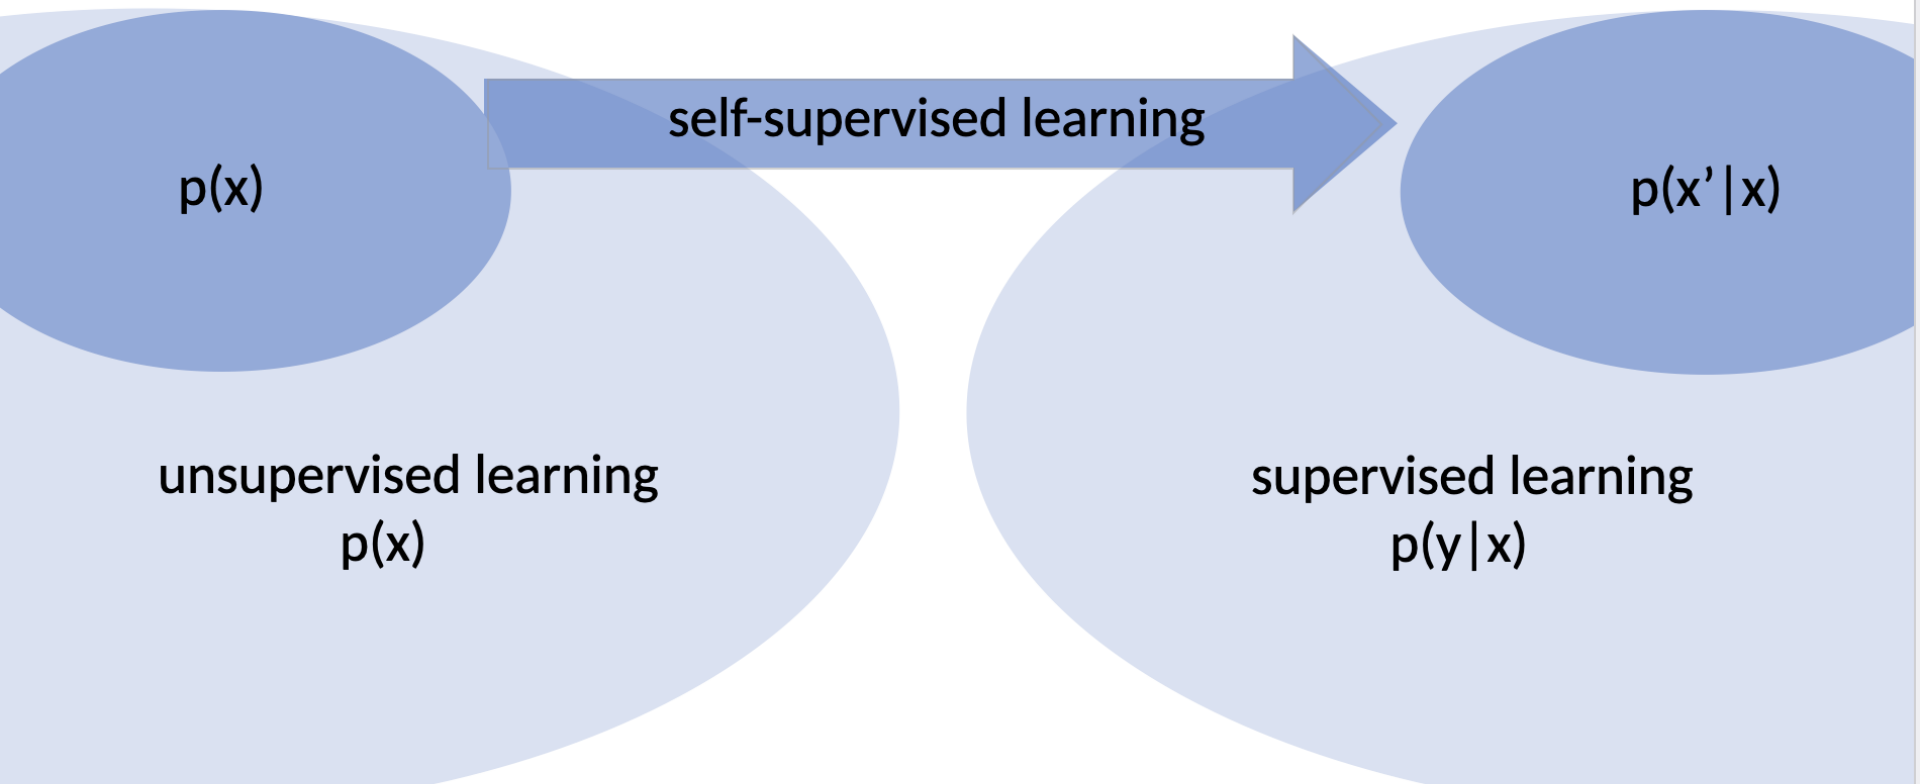 self-supervised learning
p(x)
p(x’|x)
unsupervised learning
p(x)
supervised learning
p(y|x)